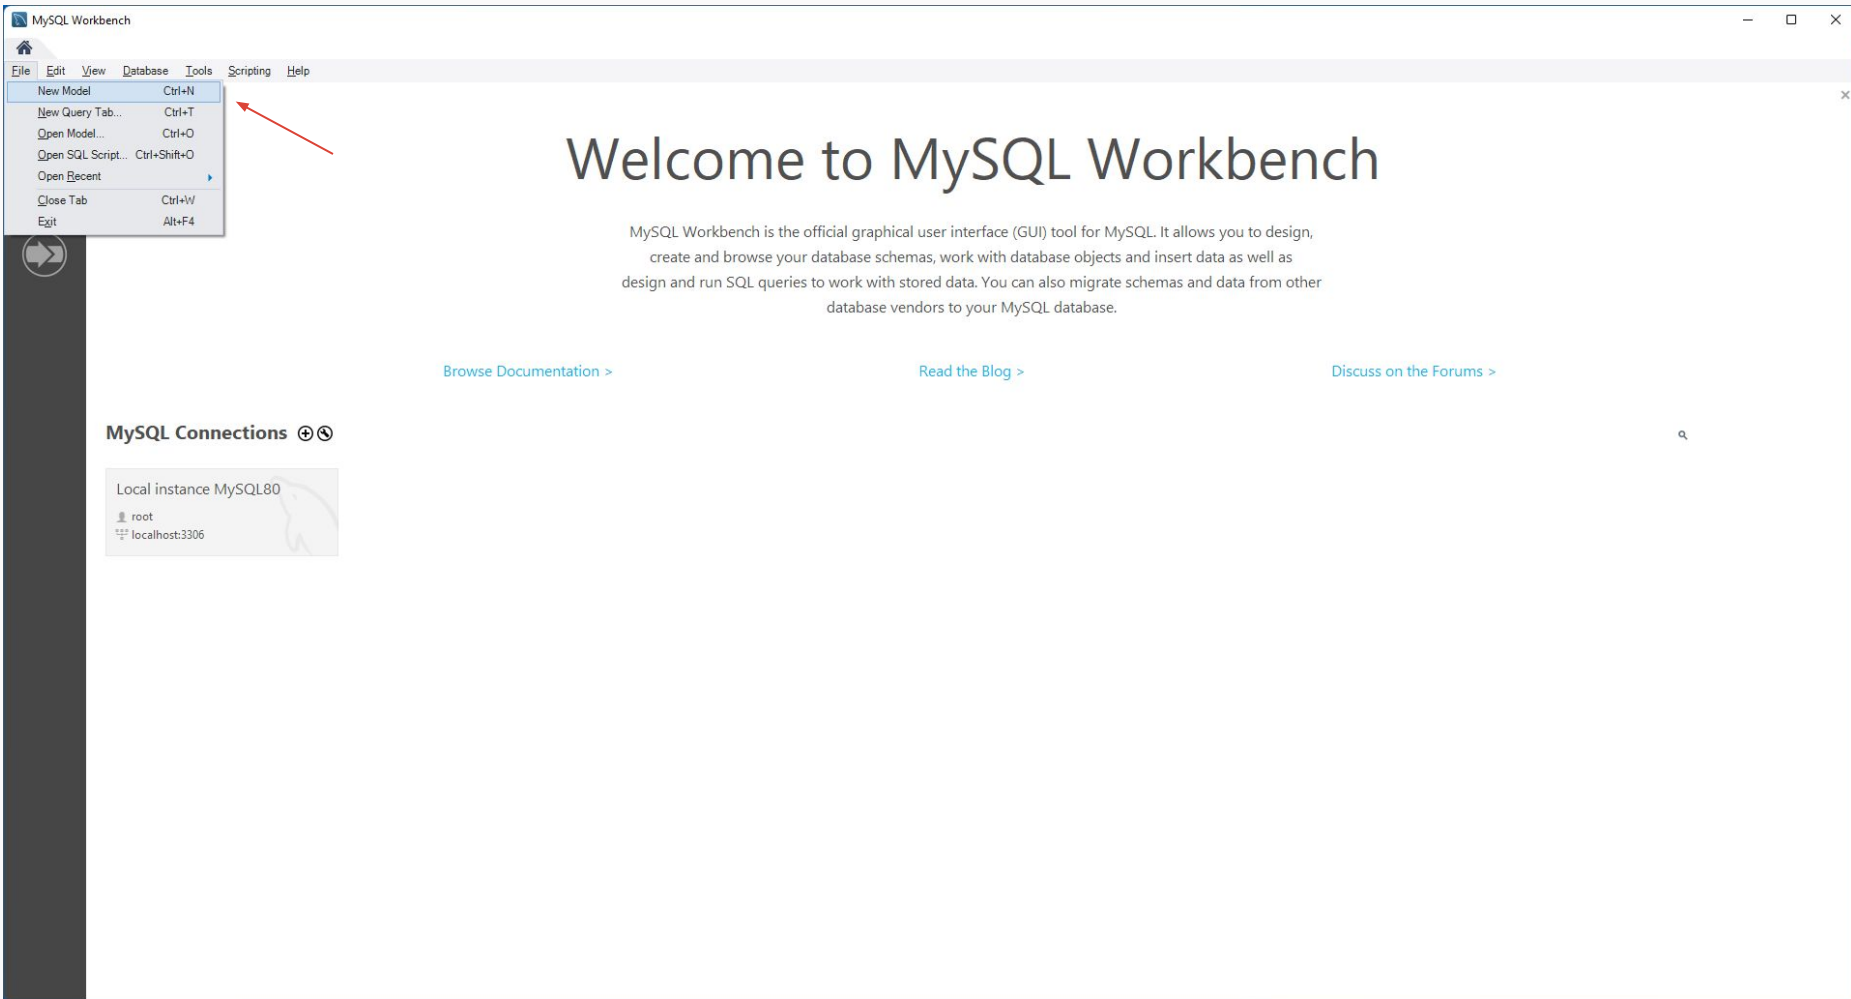 MySQL Workbench
File Edit View Database Tools Scripting Help
New Model Ctrl+N
New Query Tab... Ctrl+T
Open Model... Ctrl+O
Open SQL Script... Ctrl+Shift+O
Open Recent
Close Tab Ctrl+W
Exit Alt+F4
Welcome to MySQL Workbench
MySQL Workbench is the official graphical user interface (GUI) tool for MySQL. It allows you to design,
create and browse your database schemas, work with database objects and insert data as well as
design and run SQL queries to work with stored data. You can also migrate schemas and data from other
database vendors to your MySQL database.
Browse Documentation > Read the Blog > Discuss on the Forums >
MySQL Connections
Local instance MySQL80
root
localhost:3306